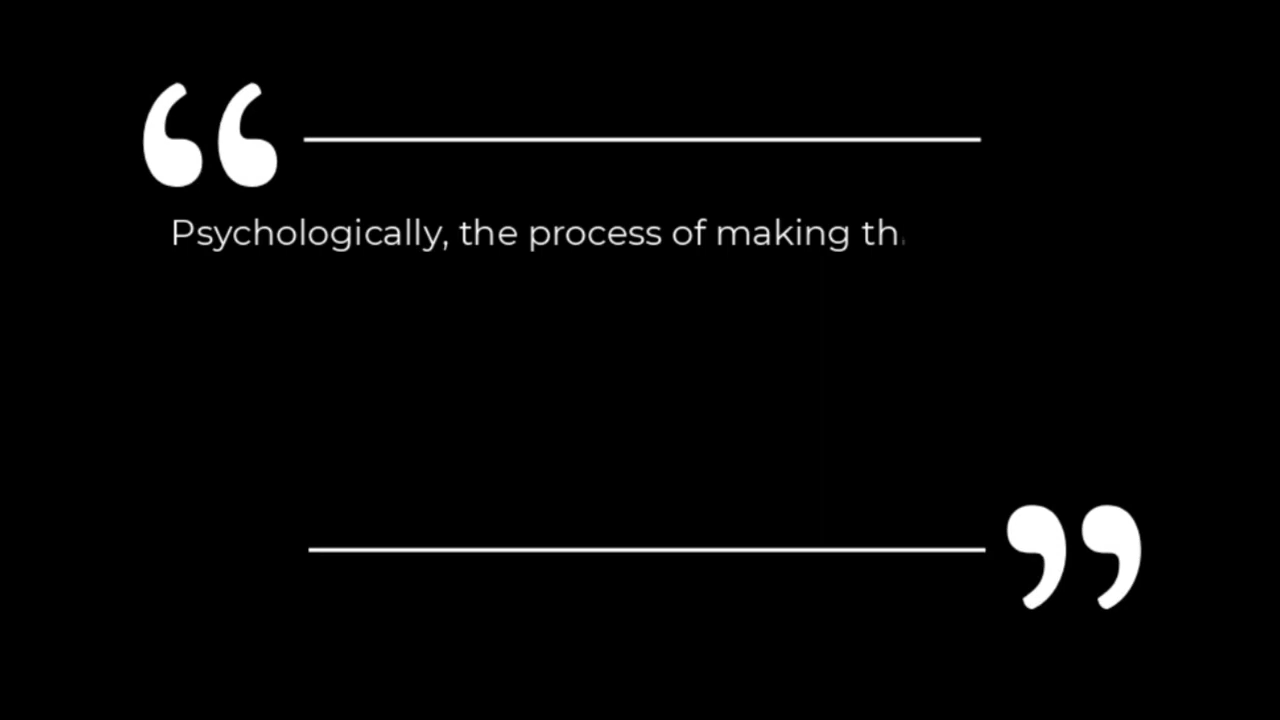 Psychologically, the process of making th